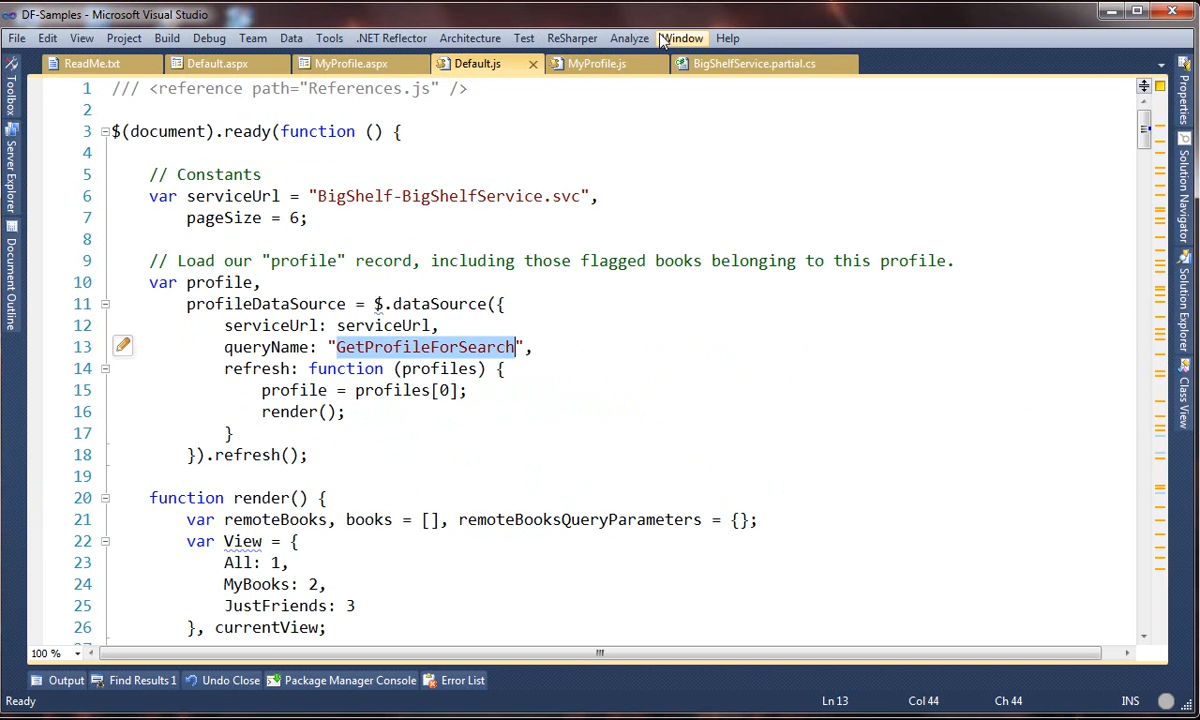 DF-Samples - Microsoft Visual Studio
File Edit View Project Build Debug Team Data Tools .NET Reflector Architecture Test ReSharper Analyze Window Help
ReadMe.txt Default.aspx MyProfile.aspx Default.js MyProfile.js BigShelfService.partial.cs
Toolbox
Server Explorer
Document Outline
1 /// <reference path="References.js" />
2
3 $(document).ready(function () {
4
5 // Constants
6 var serviceUrl = "BigShelf-BigShelfService.svc",
7 pageSize = 6;
8
9 // Load our "profile" record, including those flagged books belonging to this profile.
10 var profile,
11 profileDataSource = $.dataSource({
12 serviceUrl: serviceUrl,
13 queryName: "GetProfileForSearch",
14 refresh: function (profiles) {
15 profile = profiles[0];
16 render();
17 }
18 }).refresh();
19
20 function render() {
21 var remoteBooks, books = [], remoteBooksQueryParameters = {};
22 var View = {
23 All: 1,
24 MyBooks: 2,
25 JustFriends: 3
26 }, currentView;
Properties
Solution Navigator
Solution Explorer
Class View
100 %
Output Find Results 1 Undo Close Package Manager Console Error List
Ready Ln 13 Col 44 Ch 44 INS